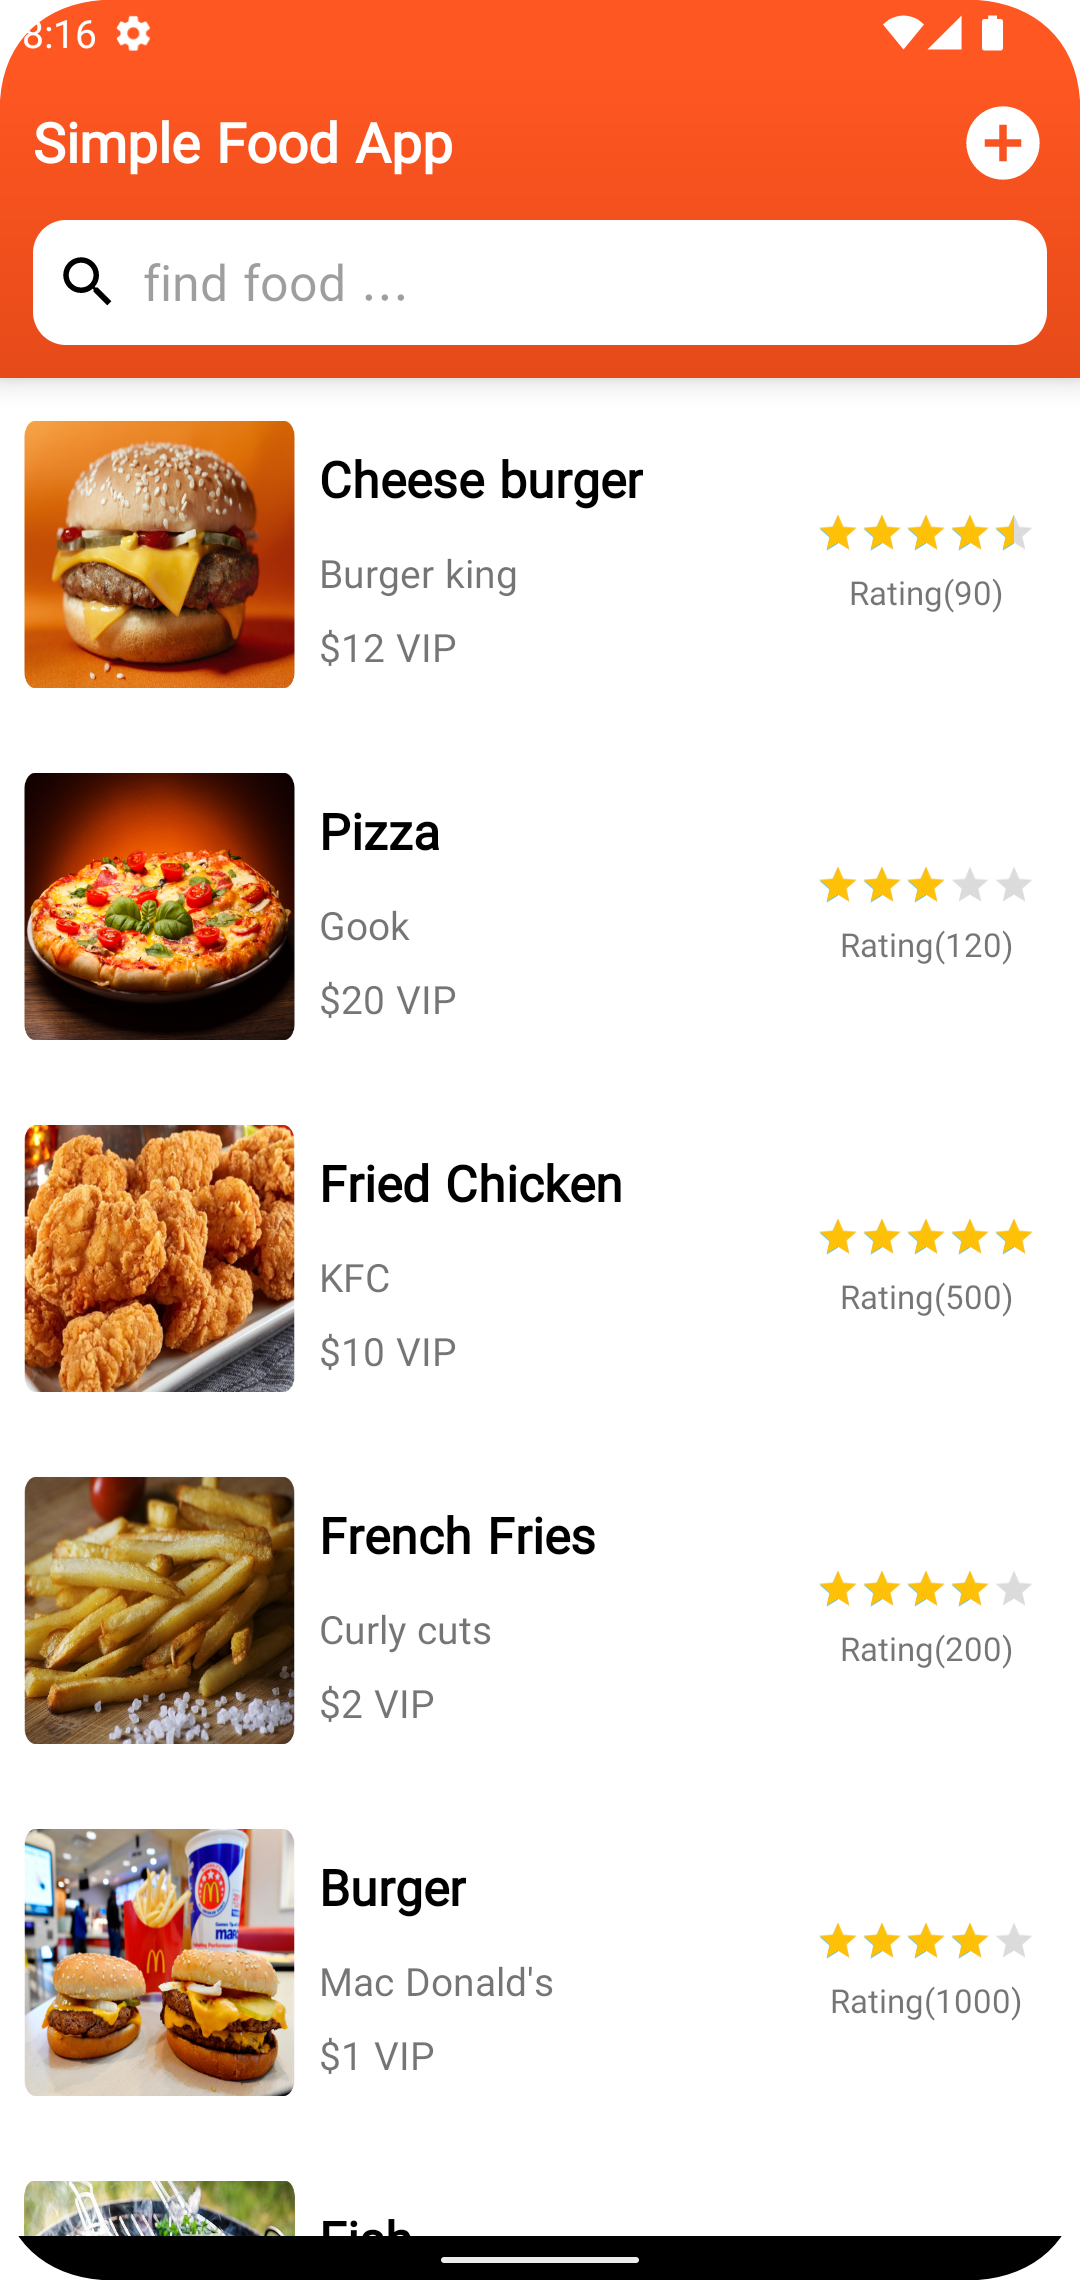 8:16
Simple Food App
find food ...
Cheese burger
Burger king
$12 VIP
Rating(90)
Pizza
Gook
$20 VIP
Rating(120)
Fried Chicken
KFC
$10 VIP
Rating(500)
French Fries
Curly cuts
$2 VIP
Rating(200)
Burger
Mac Donald's
$1 VIP
Rating(1000)
Fish